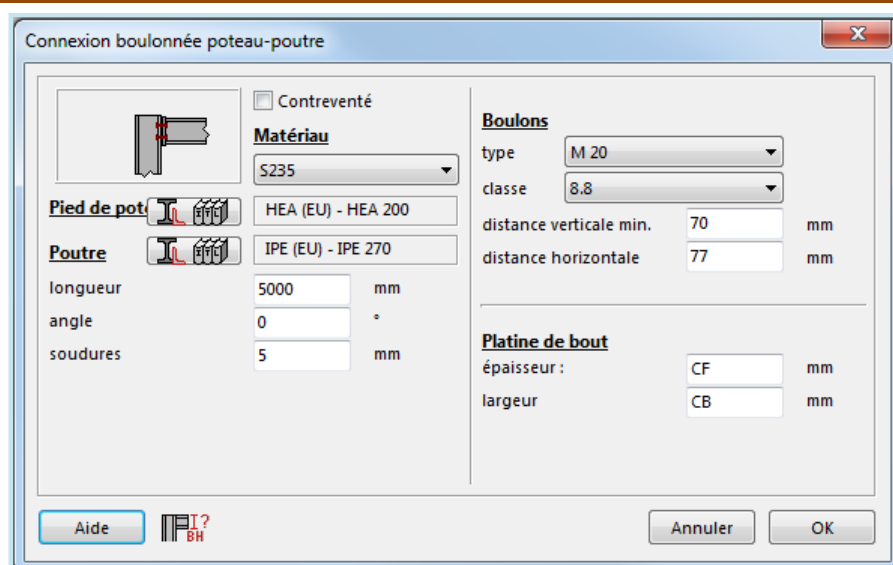 Connexion boulonnée poteau-poutre
Contreventé
Matériau
S235
Pied de pot
HEA (EU) - HEA 200
Poutre
IPE (EU) - IPE 270
longueur 5000 mm
angle 0 °
soudures 5 mm
Boulons
type M 20
classe 8.8
distance verticale min. 70 mm
distance horizontale 77 mm
Platine de bout
épaisseur : CF mm
largeur CB mm
Aide
I?
BH
Annuler
OK